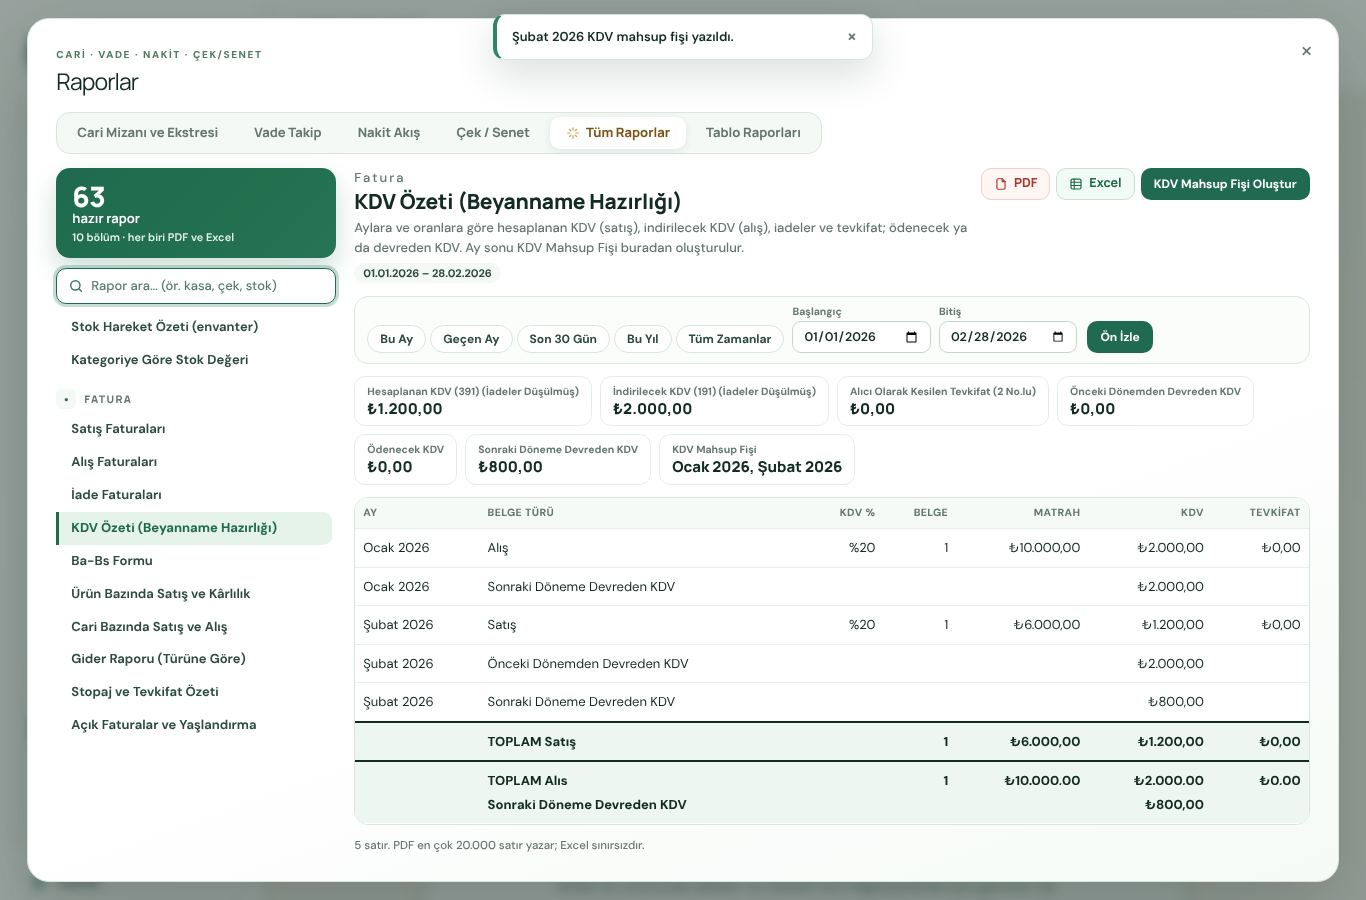 Şubat 2026 KDV mahsup fişi yazıldı.
×
CARİ · VADE · NAKİT · ÇEK/SENET
Raporlar
×
Cari Mizanı ve Ekstresi
Vade Takip
Nakit Akış
Çek / Senet
Tüm Raporlar
Tablo Raporları
63
hazır rapor
10 bölüm · her biri PDF ve Excel
Rapor ara... (ör. kasa, çek, stok)
Stok Hareket Özeti (envanter)
Kategoriye Göre Stok Değeri
FATURA
Satış Faturaları
Alış Faturaları
İade Faturaları
KDV Özeti (Beyanname Hazırlığı)
Ba-Bs Formu
Ürün Bazında Satış ve Kârlılık
Cari Bazında Satış ve Alış
Gider Raporu (Türüne Göre)
Stopaj ve Tevkifat Özeti
Açık Faturalar ve Yaşlandırma
Fatura
KDV Özeti (Beyanname Hazırlığı)
Aylara ve oranlara göre hesaplanan KDV (satış), indirilecek KDV (alış), iadeler ve tevkifat; ödenecek ya
da devreden KDV. Ay sonu KDV Mahsup Fişi buradan oluşturulur.
01.01.2026 – 28.02.2026
PDF
Excel
KDV Mahsup Fişi Oluştur
Bu Ay
Geçen Ay
Son 30 Gün
Bu Yıl
Tüm Zamanlar
Başlangıç
01/01/2026
Bitiş
02/28/2026
Ön İzle
Hesaplanan KDV (391) (İadeler Düşülmüş)
₺1.200,00
İndirilecek KDV (191) (İadeler Düşülmüş)
₺2.000,00
Alıcı Olarak Kesilen Tevkifat (2 No.lu)
₺0,00
Önceki Dönemden Devreden KDV
₺0,00
Ödenecek KDV
₺0,00
Sonraki Döneme Devreden KDV
₺800,00
KDV Mahsup Fişi
Ocak 2026, Şubat 2026
AY BELGE TÜRÜ KDV % BELGE MATRAH KDV TEVKİFAT
Ocak 2026 Alış %20 1 ₺10.000,00 ₺2.000,00 ₺0,00
Ocak 2026 Sonraki Döneme Devreden KDV ₺2.000,00
Şubat 2026 Satış %20 1 ₺6.000,00 ₺1.200,00 ₺0,00
Şubat 2026 Önceki Dönemden Devreden KDV ₺2.000,00
Şubat 2026 Sonraki Döneme Devreden KDV ₺800,00
TOPLAM Satış 1 ₺6.000,00 ₺1.200,00 ₺0,00
TOPLAM Alış 1 ₺10.000,00 ₺2.000,00 ₺0,00
Sonraki Döneme Devreden KDV ₺800,00
5 satır. PDF en çok 20.000 satır yazar; Excel sınırsızdır.